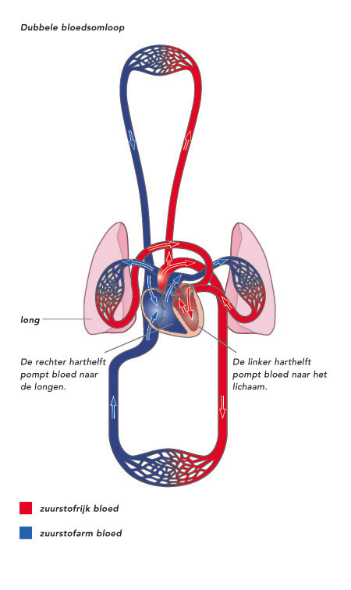 Dubbele bloedsomloop
long
De rechter harthelft
pompt bloed naar
de longen.
De linker harthelft
pompt bloed naar het
lichaam.
zuurstofrijk bloed
zuurstofarm bloed